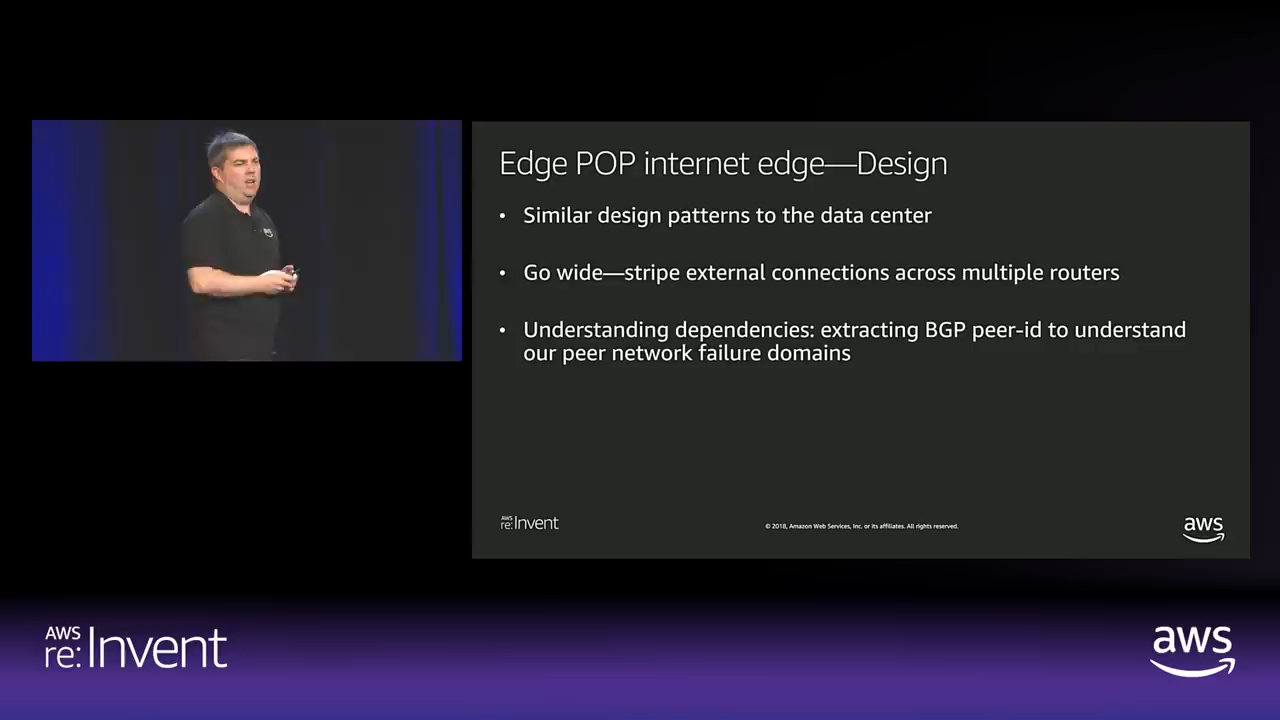 Edge POP internet edge—Design
• Similar design patterns to the data center
• Go wide—stripe external connections across multiple routers
• Understanding dependencies: extracting BGP peer-id to understand
our peer network failure domains
AWS
re:Invent
© 2018, Amazon Web Services, Inc. or its affiliates. All rights reserved.
aws
aws
AWS
re:Invent
aws